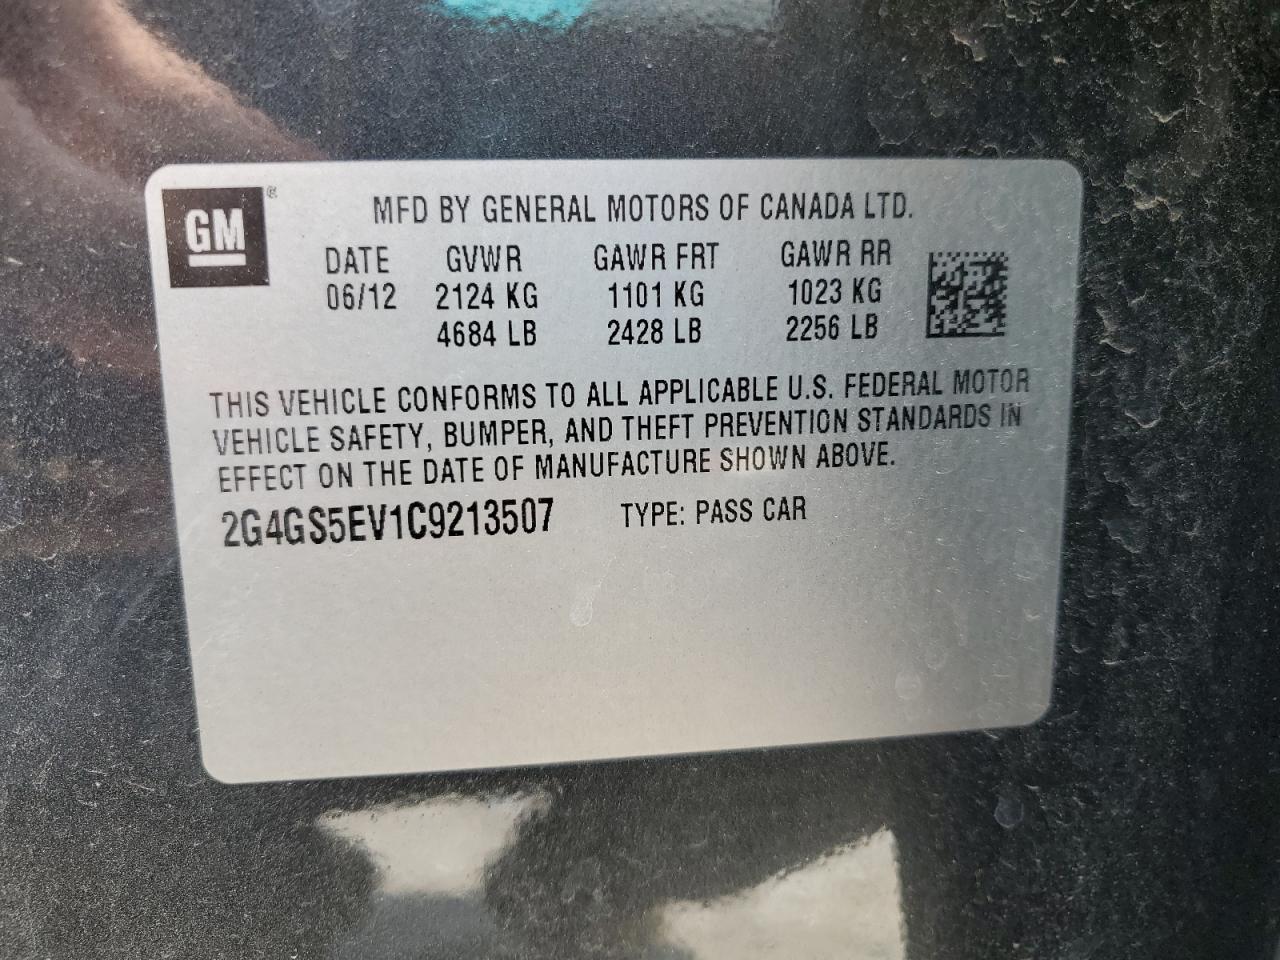 GM®
MFD BY GENERAL MOTORS OF CANADA LTD.
DATE GVWR GAWR FRT GAWR RR
06/12 2124 KG 1101 KG 1023 KG
4684 LB 2428 LB 2256 LB
THIS VEHICLE CONFORMS TO ALL APPLICABLE U.S. FEDERAL MOTOR
VEHICLE SAFETY, BUMPER, AND THEFT PREVENTION STANDARDS IN
EFFECT ON THE DATE OF MANUFACTURE SHOWN ABOVE.
2G4GS5EV1C9213507 TYPE: PASS CAR